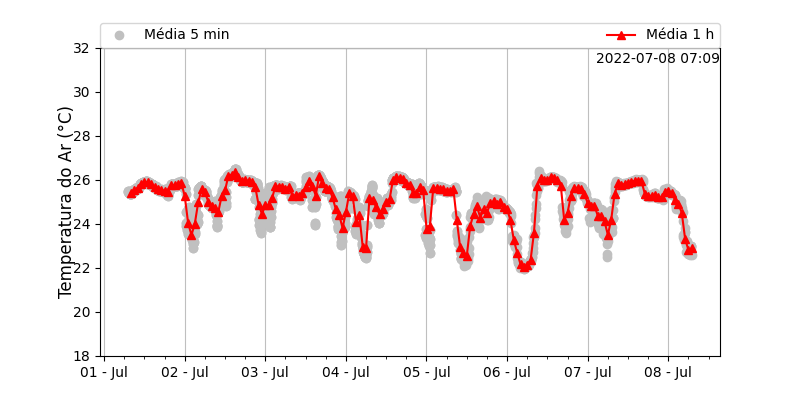 Média 5 min
Média 1 h
2022-07-08 07:09
Temperatura do Ar (°C)
32
30
28
26
24
22
20
18
01 - Jul
02 - Jul
03 - Jul
04 - Jul
05 - Jul
06 - Jul
07 - Jul
08 - Jul